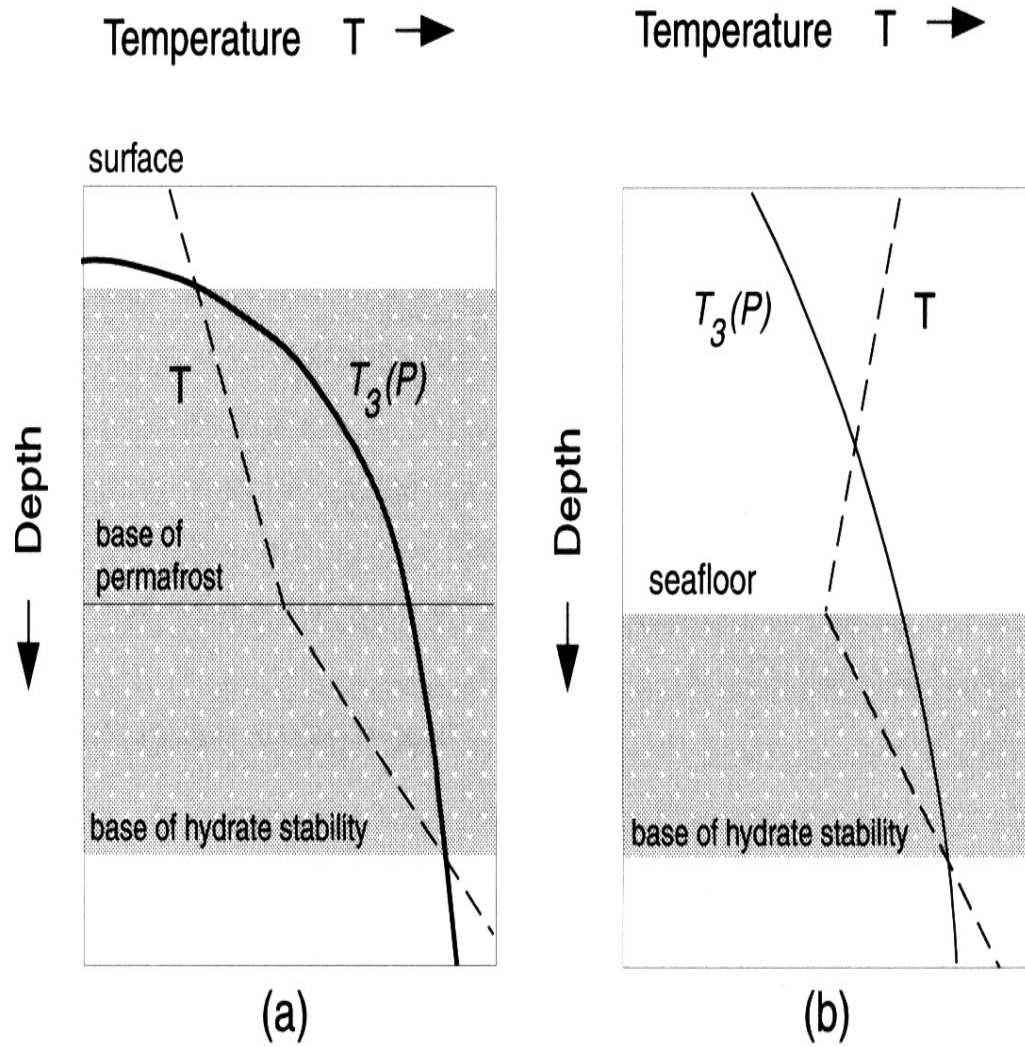 Temperature T
surface
T
T3(P)
Depth
base of
permafrost
base of hydrate stability
(a)
Temperature T
T3(P)
T
Depth
seafloor
base of hydrate stability
(b)